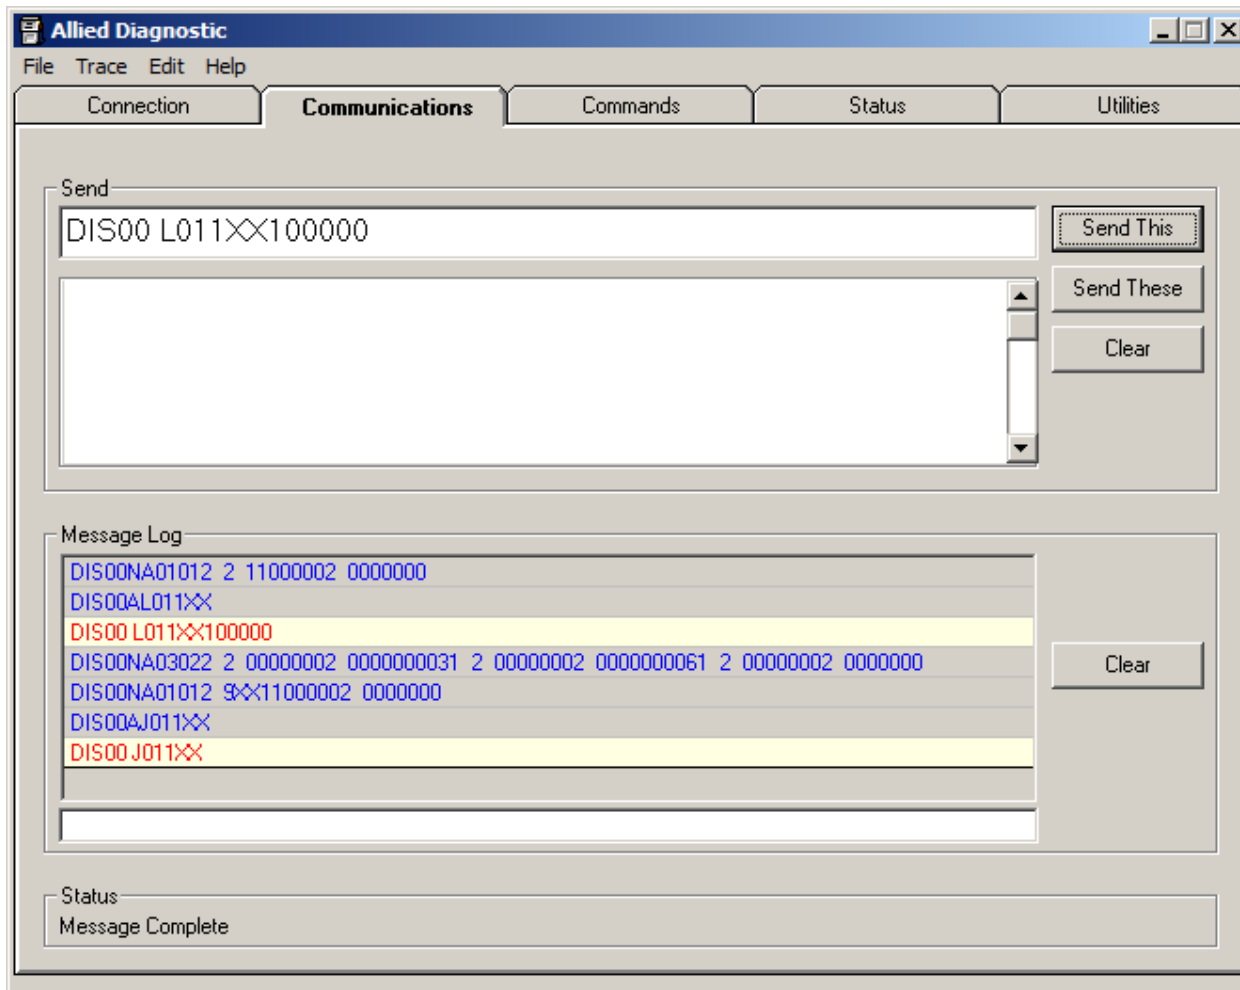 Allied Diagnostic
File Trace Edit Help
Connection Communications Commands Status Utilities
Send
DIS00 L011XX100000
Send This
Send These
Clear
Message Log
DIS00NA01012  2  11000002  0000000
DIS00AL011XX
DIS00 L011XX100000
DIS00NA03022  2  00000002  0000000031  2  00000002  0000000061  2  00000002  0000000
DIS00NA01012  9XX11000002  0000000
DIS00AJ011XX
DIS00 J011XX
Clear
Status
Message Complete